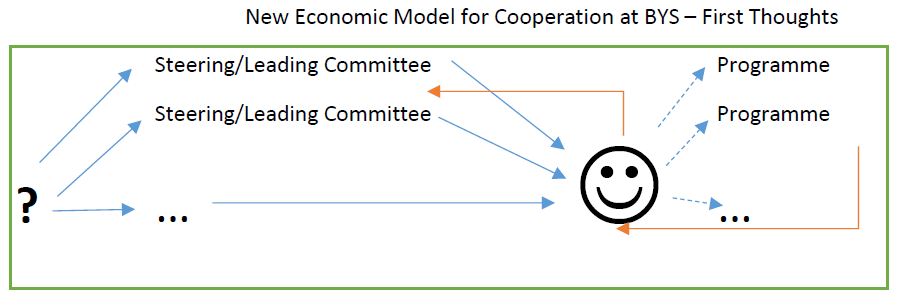 New Economic Model for Cooperation at BYS – First Thoughts
Steering/Leading Committee
Programme
Steering/Leading Committee
Programme
?
...
...